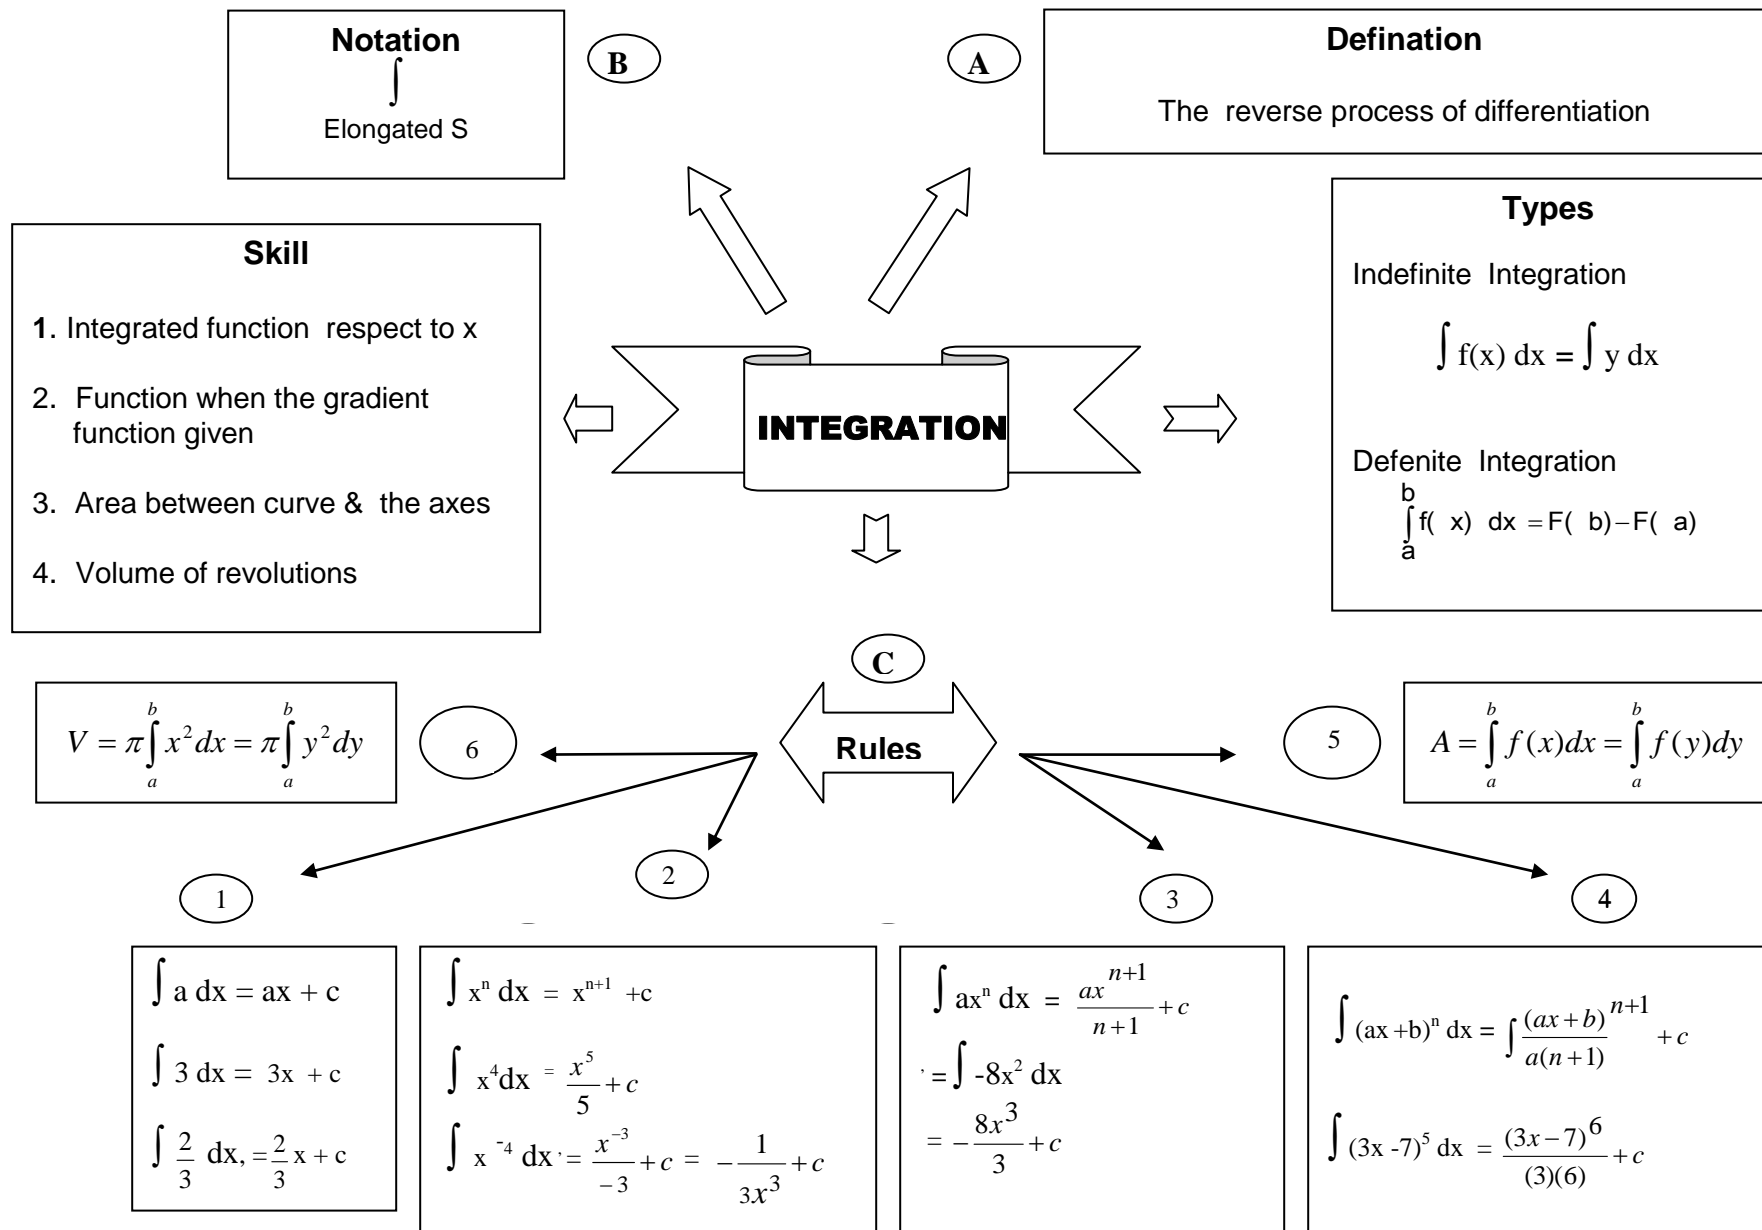 Notation
∫
Elongated S
B
A
Defination
The reverse process of differentiation
Types
Indefinite Integration
∫ f(x) dx = ∫ y dx
Defenite Integration
b
∫ f( x) dx = F( b) − F( a)
a
Skill
1. Integrated function respect to x
2. Function when the gradient
function given
3. Area between curve & the axes
4. Volume of revolutions
INTEGRATION
C
Rules
V = π∫_a^b x² dx = π∫_a^b y² dy
6
5
A = ∫_a^b f(x)dx = ∫_a^b f(y)dy
1
∫ a dx = ax + c
∫ 3 dx = 3x + c
∫ 2/3 dx, = 2/3 x + c
2
∫ xⁿ dx = xⁿ⁺¹ +c
∫ x⁴dx = x⁵/5 + c
∫ x⁻⁴ dx = x⁻³/−3 + c = −1/3x³ + c
3
∫ axⁿ dx = axⁿ⁺¹/n+1 + c
= ∫ -8x² dx
= −8x³/3 + c
4
∫ (ax +b)ⁿ dx = ∫ (ax+b)ⁿ⁺¹/a(n+1) + c
∫ (3x -7)⁵ dx = (3x−7)⁶/(3)(6) + c